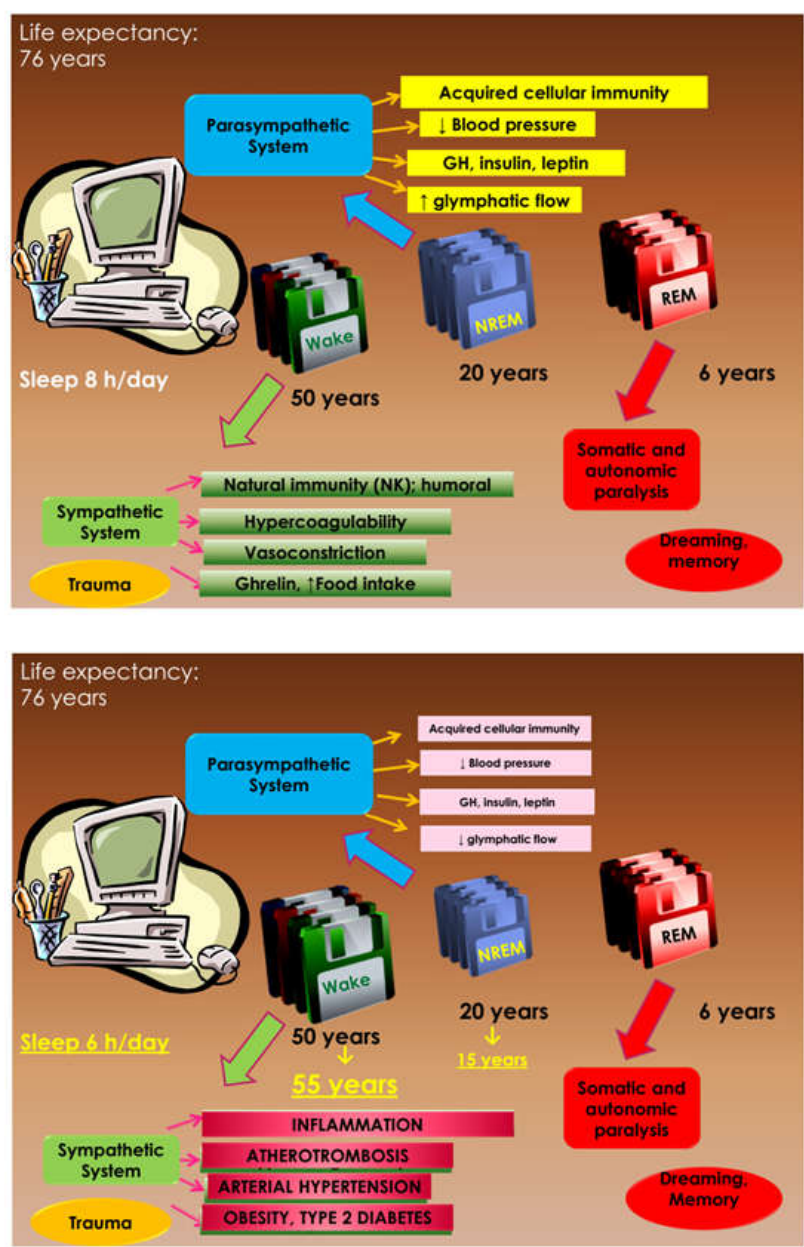 Life expectancy:
76 years
Parasympathetic
System
Acquired cellular immunity
↓ Blood pressure
GH, insulin, leptin
↑ glymphatic flow
Wake
NREM
REM
Sleep 8 h/day
50 years
20 years
6 years
Somatic and
autonomic
paralysis
Dreaming,
memory
Sympathetic
System
Trauma
Natural immunity (NK); humoral
Hypercoagulability
Vasoconstriction
Ghrelin, ↑Food intake
Life expectancy:
76 years
Parasympathetic
System
Acquired cellular immunity
↓ Blood pressure
GH, insulin, leptin
↓ glymphatic flow
Wake
NREM
REM
Sleep 6 h/day
50 years
↓
55 years
20 years
↓
15 years
6 years
Somatic and
autonomic
paralysis
Dreaming,
Memory
Sympathetic
System
Trauma
INFLAMMATION
ATHEROTROMBOSIS
ARTERIAL HYPERTENSION
OBESITY, TYPE 2 DIABETES